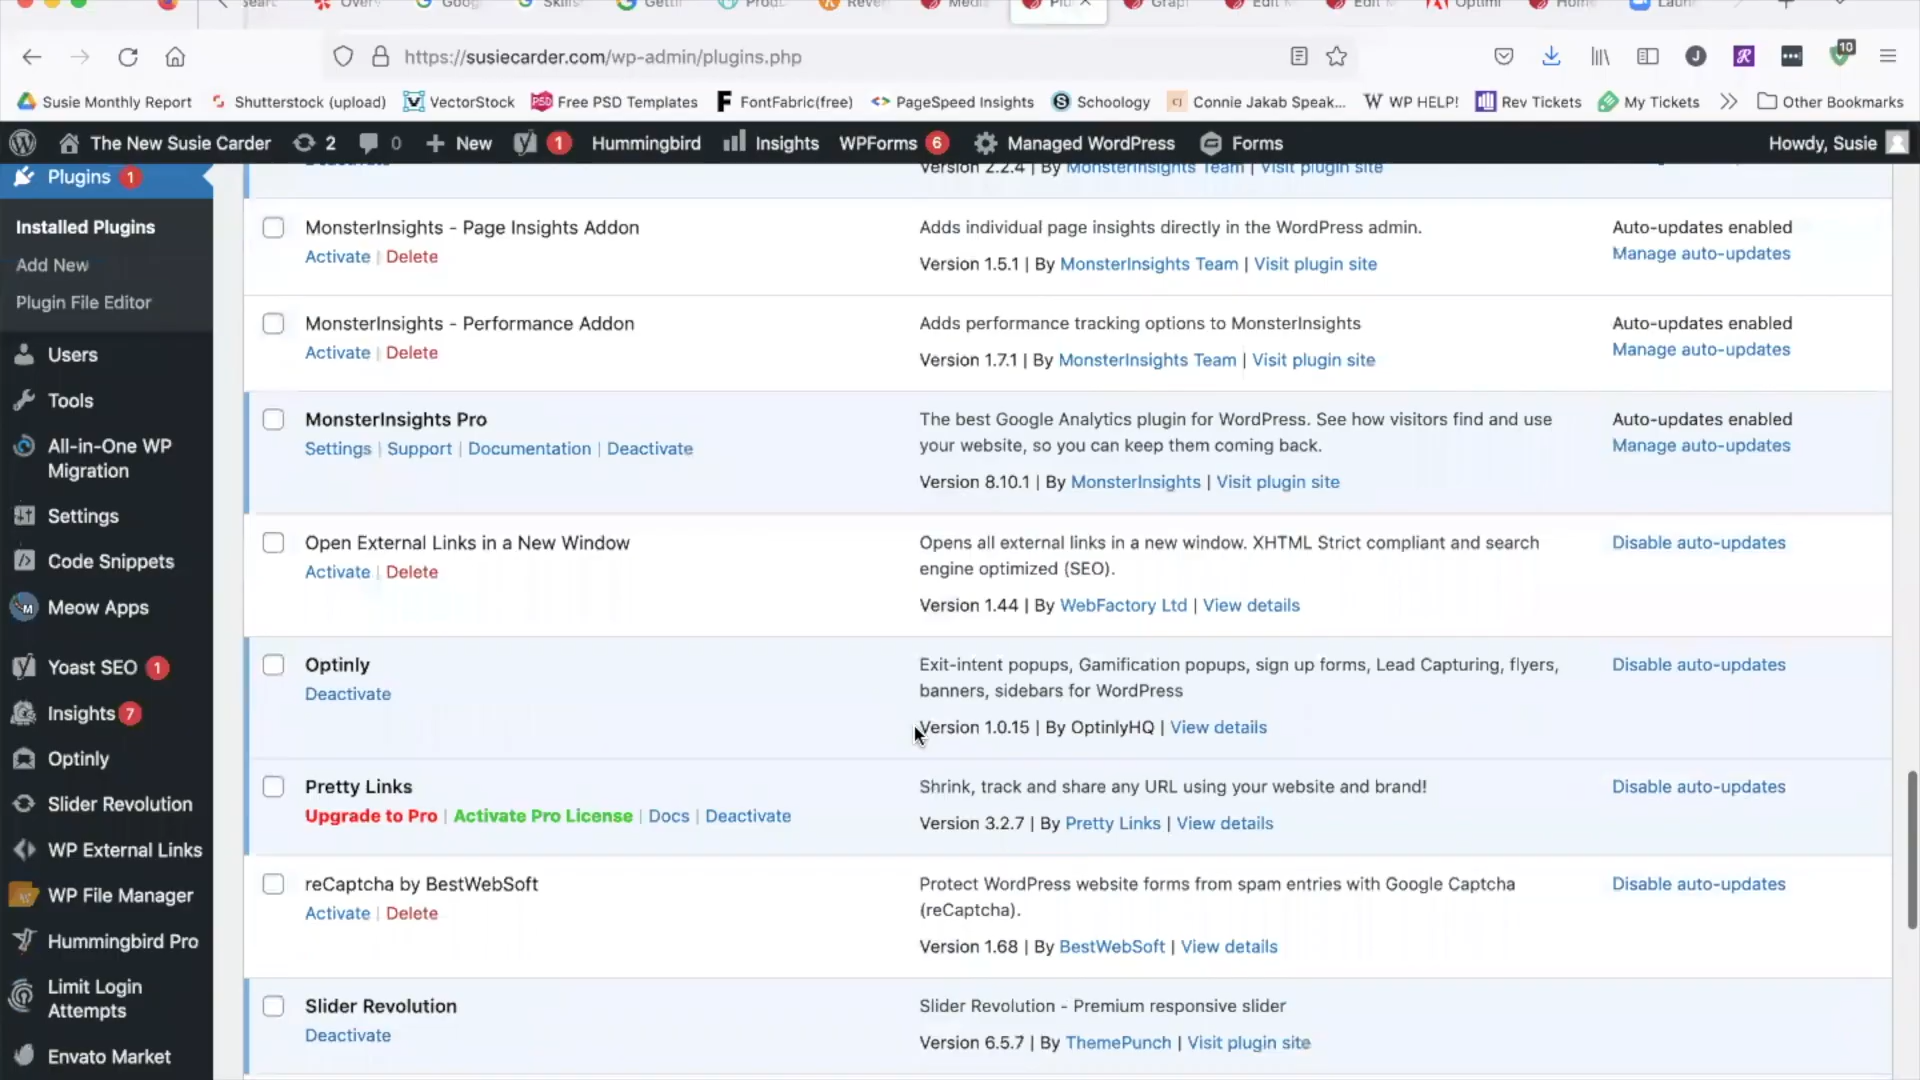 https://susiecarder.com/wp-admin/plugins.php
10
Susie Monthly Report
Shutterstock (upload)
VectorStock
Free PSD Templates
FontFabric(free)
PageSpeed Insights
Schoology
Connie Jakab Speak...
WP HELP!
Rev Tickets
My Tickets
Other Bookmarks
The New Susie Carder
2
0
New
1
Hummingbird
Insights
WPForms 6
Managed WordPress
Forms
Howdy, Susie
Plugins 1
Installed Plugins
Add New
Plugin File Editor
Users
Tools
All-in-One WP
Migration
Settings
Code Snippets
Meow Apps
Yoast SEO 1
Insights 7
Optinly
Slider Revolution
WP External Links
WP File Manager
Hummingbird Pro
Limit Login
Attempts
Envato Market
Version 2.2.4 | By MonsterInsights Team | Visit plugin site
MonsterInsights - Page Insights Addon
Activate | Delete
Adds individual page insights directly in the WordPress admin.
Version 1.5.1 | By MonsterInsights Team | Visit plugin site
Auto-updates enabled
Manage auto-updates
MonsterInsights - Performance Addon
Activate | Delete
Adds performance tracking options to MonsterInsights
Version 1.7.1 | By MonsterInsights Team | Visit plugin site
Auto-updates enabled
Manage auto-updates
MonsterInsights Pro
Settings | Support | Documentation | Deactivate
The best Google Analytics plugin for WordPress. See how visitors find and use
your website, so you can keep them coming back.
Version 8.10.1 | By MonsterInsights | Visit plugin site
Auto-updates enabled
Manage auto-updates
Open External Links in a New Window
Activate | Delete
Opens all external links in a new window. XHTML Strict compliant and search
engine optimized (SEO).
Version 1.44 | By WebFactory Ltd | View details
Disable auto-updates
Optinly
Deactivate
Exit-intent popups, Gamification popups, sign up forms, Lead Capturing, flyers,
banners, sidebars for WordPress
Version 1.0.15 | By OptinlyHQ | View details
Disable auto-updates
Pretty Links
Upgrade to Pro | Activate Pro License | Docs | Deactivate
Shrink, track and share any URL using your website and brand!
Version 3.2.7 | By Pretty Links | View details
Disable auto-updates
reCaptcha by BestWebSoft
Activate | Delete
Protect WordPress website forms from spam entries with Google Captcha
(reCaptcha).
Version 1.68 | By BestWebSoft | View details
Disable auto-updates
Slider Revolution
Deactivate
Slider Revolution - Premium responsive slider
Version 6.5.7 | By ThemePunch | Visit plugin site